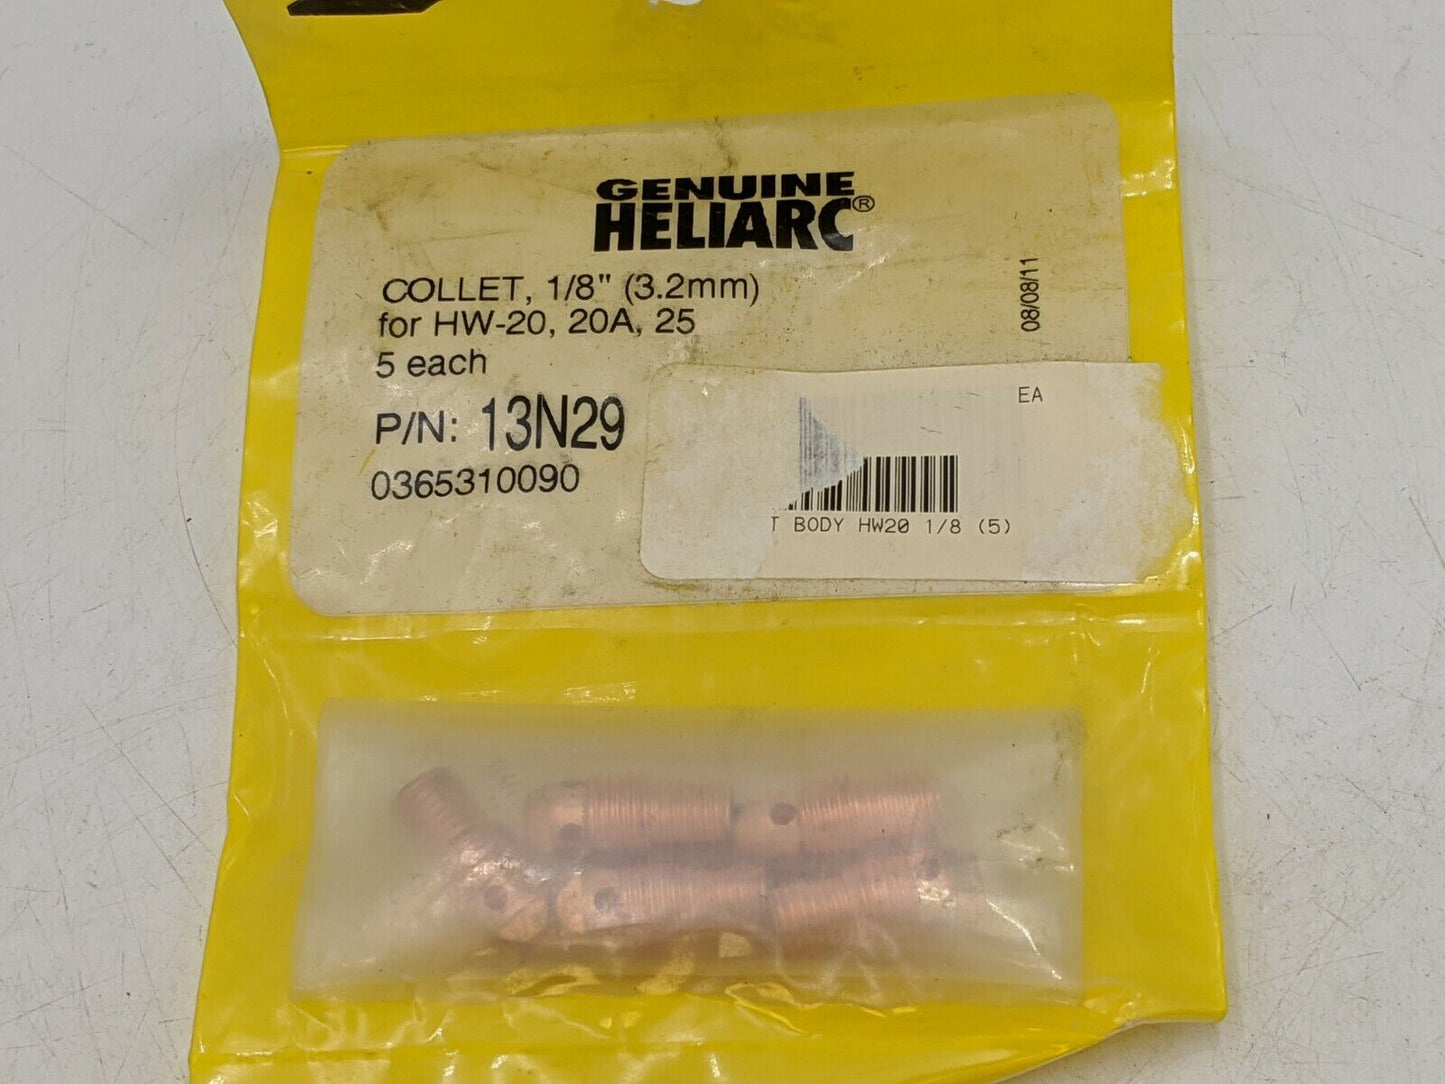 GENUINE
HELIARC®
COLLET, 1/8" (3.2mm)
for HW-20, 20A, 25
5 each
P/N: 13N29
0365310090
08/08/11
EA
T BODY HW20 1/8 (5)